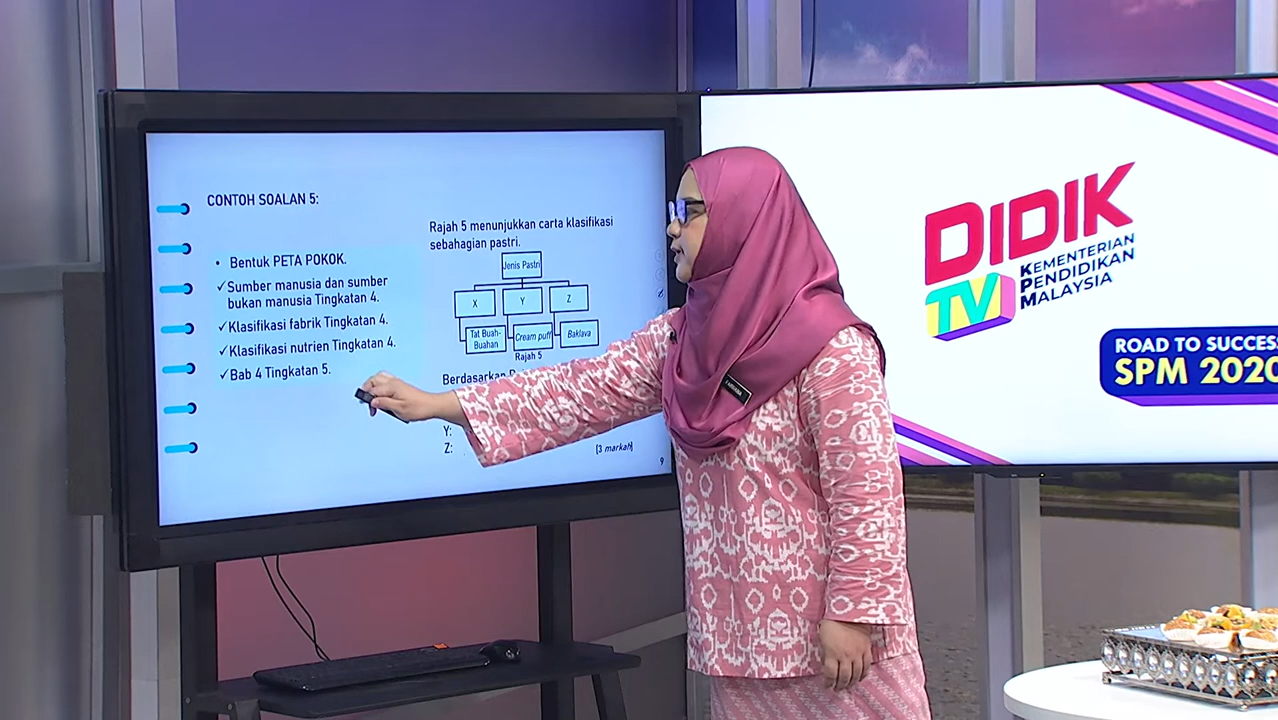 CONTOH SOALAN 5:
• Bentuk PETA POKOK.
✓Sumber manusia dan sumber
bukan manusia Tingkatan 4.
✓Klasifikasi fabrik Tingkatan 4.
✓Klasifikasi nutrien Tingkatan 4.
✓Bab 4 Tingkatan 5.
Rajah 5 menunjukkan carta klasifikasi
sebahagian pastri.
Jenis Pastri
X Y Z
Tat Buah-
Buahan
Cream puff
Baklava
Rajah 5
Berdasarkan
Y:
Z:
[3 markah]
9
DIDIK
TV
KEMENTERIAN
PENDIDIKAN
MALAYSIA
ROAD TO SUCCESS
SPM 2020